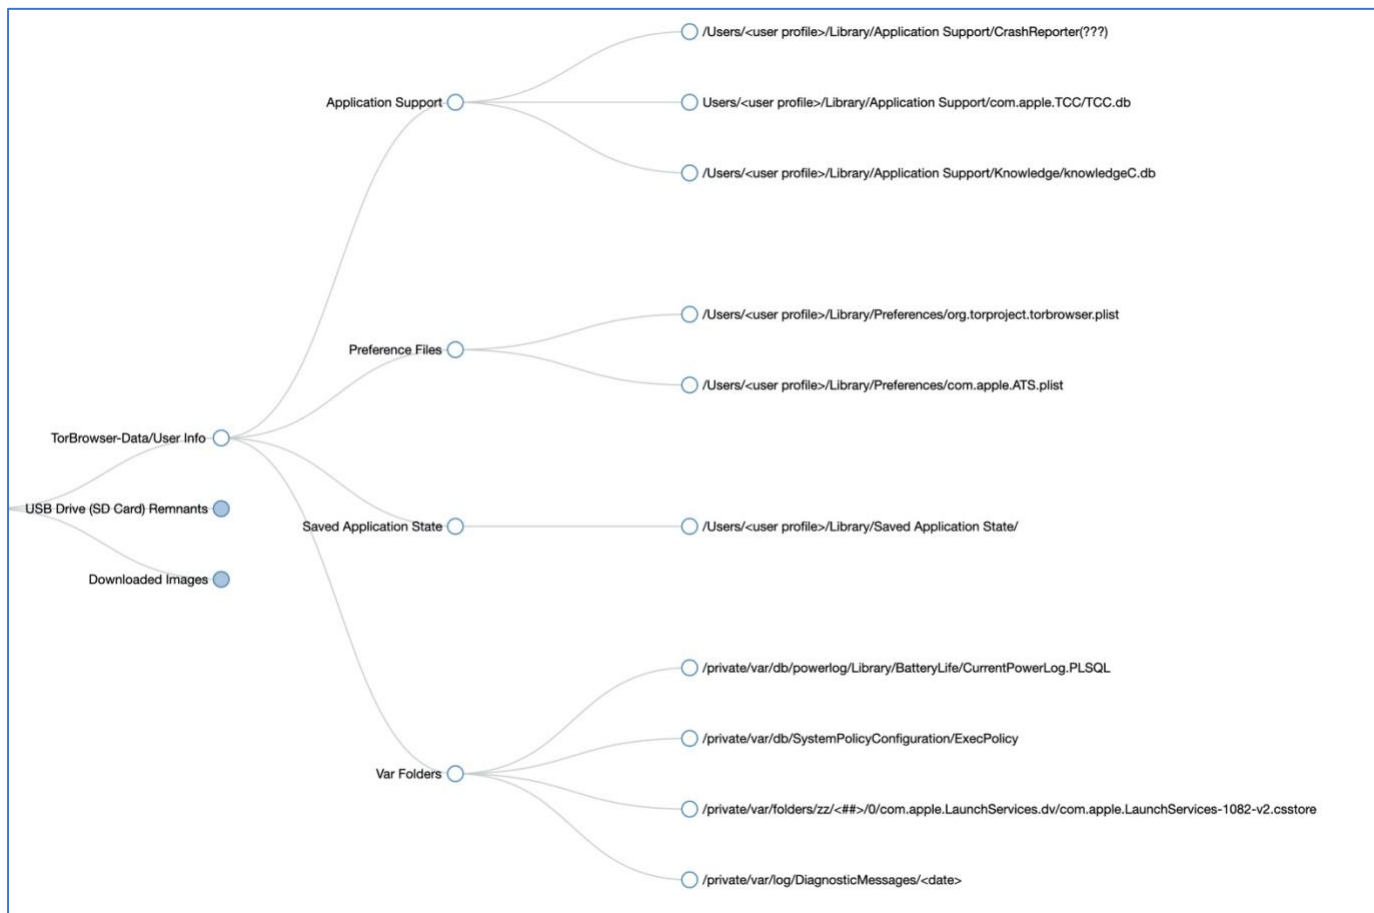 /Users/<user profile>/Library/Application Support/CrashReporter(???)
Application Support
Users/<user profile>/Library/Application Support/com.apple.TCC/TCC.db
/Users/<user profile>/Library/Application Support/Knowledge/knowledgeC.db
/Users/<user profile>/Library/Preferences/org.torproject.torbrowser.plist
Preference Files
/Users/<user profile>/Library/Preferences/com.apple.ATS.plist
TorBrowser-Data/User Info
USB Drive (SD Card) Remnants
Saved Application State
/Users/<user profile>/Library/Saved Application State/
Downloaded Images
/private/var/db/powerlog/Library/BatteryLife/CurrentPowerLog.PLSQL
/private/var/db/SystemPolicyConfiguration/ExecPolicy
Var Folders
/private/var/folders/zz/<##>/0/com.apple.LaunchServices.dv/com.apple.LaunchServices-1082-v2.csstore
/private/var/log/DiagnosticMessages/<date>